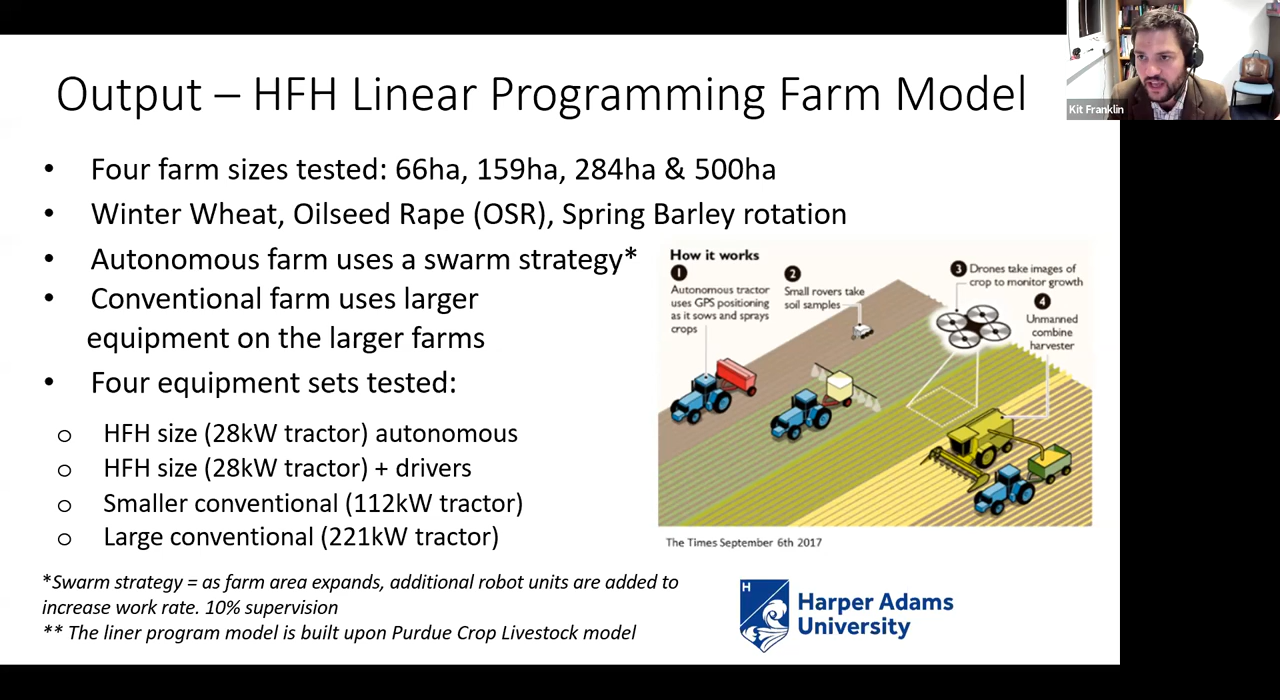 Output – HFH Linear Programming Farm Model
Kit Franklin
• Four farm sizes tested: 66ha, 159ha, 284ha & 500ha
• Winter Wheat, Oilseed Rape (OSR), Spring Barley rotation
• Autonomous farm uses a swarm strategy*
• Conventional farm uses larger
equipment on the larger farms
• Four equipment sets tested:
o HFH size (28kW tractor) autonomous
o HFH size (28kW tractor) + drivers
o Smaller conventional (112kW tractor)
o Large conventional (221kW tractor)
How it works
1
Autonomous tractor
uses GPS positioning
as it sows and sprays
crops
2
Small rovers take
soil samples
3 Drones take images of
crop to monitor growth
4
Unmanned
combine
harvester
The Times September 6th 2017
*Swarm strategy = as farm area expands, additional robot units are added to
increase work rate. 10% supervision
** The liner program model is built upon Purdue Crop Livestock model
H
Harper Adams
University